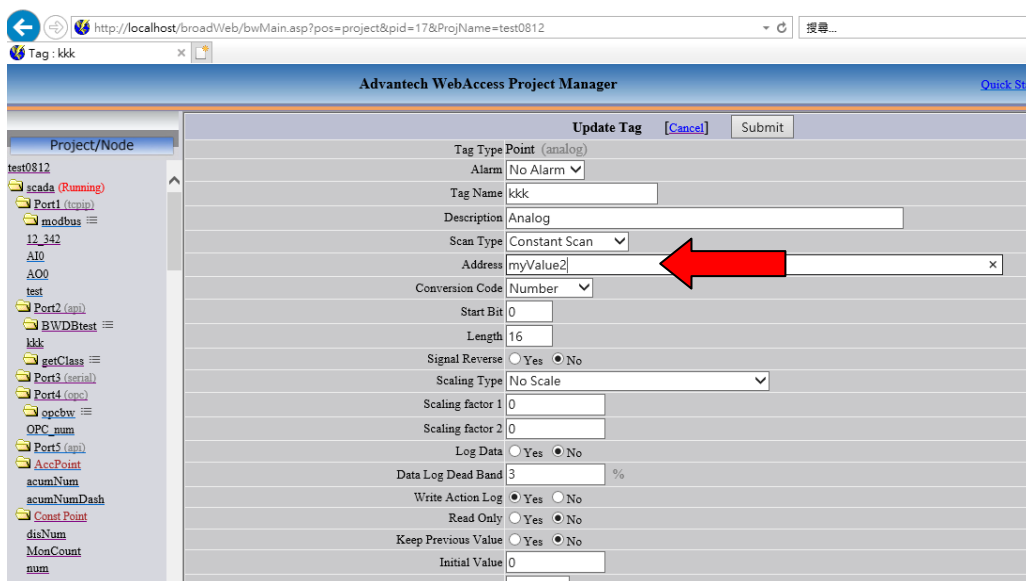 http://localhost/broadWeb/bwMain.asp?pos=project&pid=17&ProjName=test0812
搜尋...
Tag : kkk
Advantech WebAccess Project Manager
Update Tag [Cancel] Submit
Project/Node
test0812
scada (Running)
Port1 (tcpip)
modbus
12_342
AI0
AO0
test
Port2 (api)
BWDBtest
kkk
getClass
Port3 (serial)
Port4 (opc)
opcbw
OPC_num
Port5 (api)
AccPoint
acumNum
acumNumDash
Const Point
disNum
MonCount
num
Tag Type Point (analog)
Alarm No Alarm
Tag Name kkk
Description Analog
Scan Type Constant Scan
Address myValue2
Conversion Code Number
Start Bit 0
Length 16
Signal Reverse Yes No
Scaling Type No Scale
Scaling factor 1 0
Scaling factor 2 0
Log Data Yes No
Data Log Dead Band 3 %
Write Action Log Yes No
Read Only Yes No
Keep Previous Value Yes No
Initial Value 0